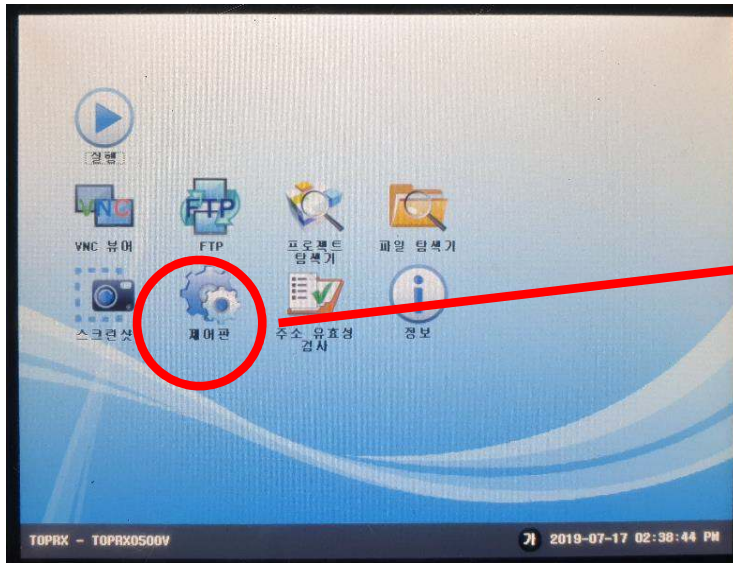 실행
VNC
FTP
VNC 뷰어
FTP
프로젝트
탐색기
파일 탐색기
스크린샷
제어판
주소 유효성
검사
정보
TOPRX - TOPRX0500V
가 2019-07-17 02:38:44 PM